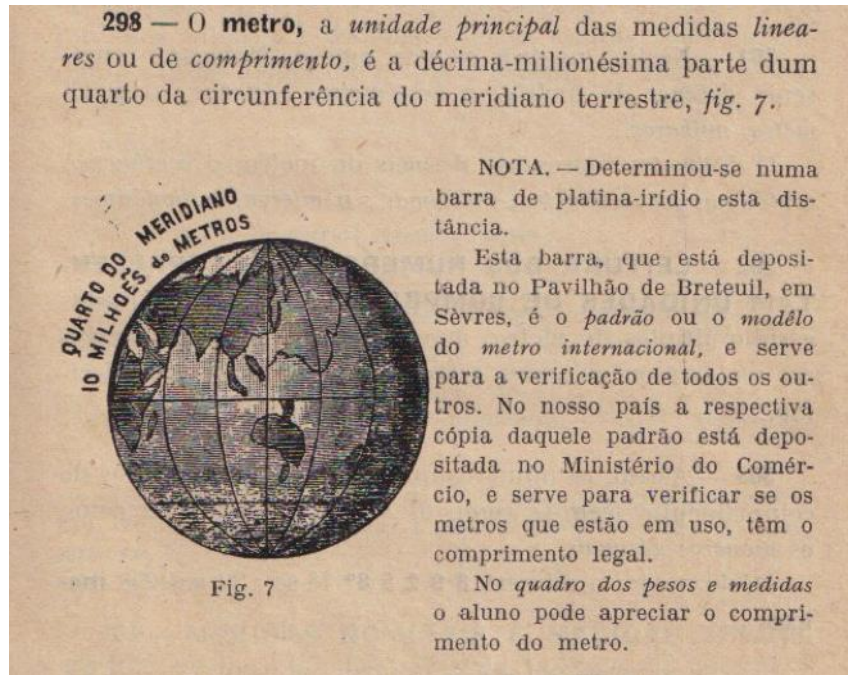 298 — O metro, a unidade principal das medidas linea-
res ou de comprimento, é a décima-milionésima parte dum
quarto da circunferência do meridiano terrestre, fig. 7.
QUARTO DO MERIDIANO
10 MILHOES de METROS
Fig. 7
NOTA. — Determinou-se numa
barra de platina-irídio esta dis-
tância.
Esta barra, que está deposi-
tada no Pavilhão de Breteuil, em
Sèvres, é o padrão ou o modêlo
do metro internacional, e serve
para a verificação de todos os ou-
tros. No nosso país a respectiva
cópia daquele padrão está depo-
sitada no Ministério do Comér-
cio, e serve para verificar se os
metros que estão em uso, têm o
comprimento legal.
No quadro dos pesos e medidas
o aluno pode apreciar o compri-
mento do metro.